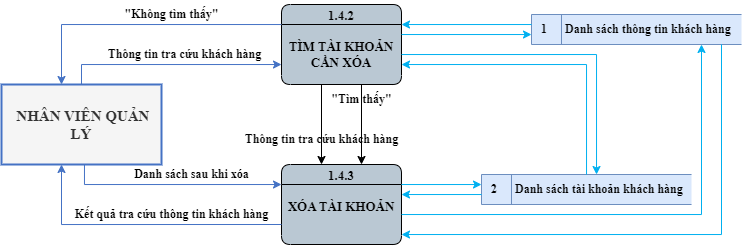 "Không tìm thấy"
1.4.2
TÌM TÀI KHOẢN
CẦN XÓA
1 Danh sách thông tin khách hàng
Thông tin tra cứu khách hàng
"Tìm thấy"
NHÂN VIÊN QUẢN
LÝ
Thông tin tra cứu khách hàng
Danh sách sau khi xóa
1.4.3
XÓA TÀI KHOẢN
2 Danh sách tài khoản khách hàng
Kết quả tra cứu thông tin khách hàng